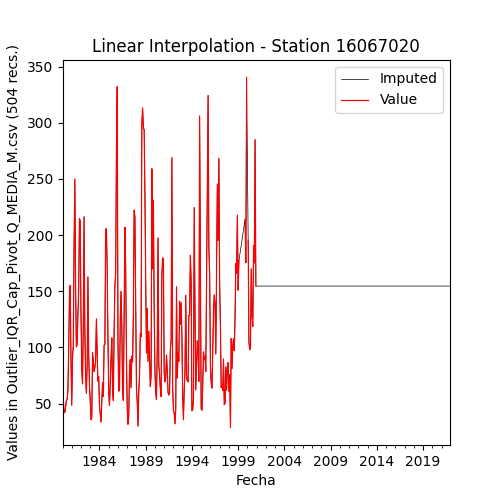 Linear Interpolation - Station 16067020
Values in Outlier_IQR_Cap_Pivot_Q_MEDIA_M.csv (504 recs.)
350
300
250
200
150
100
50
Imputed
Value
1984 1989 1994 1999 2004 2009 2014 2019
Fecha